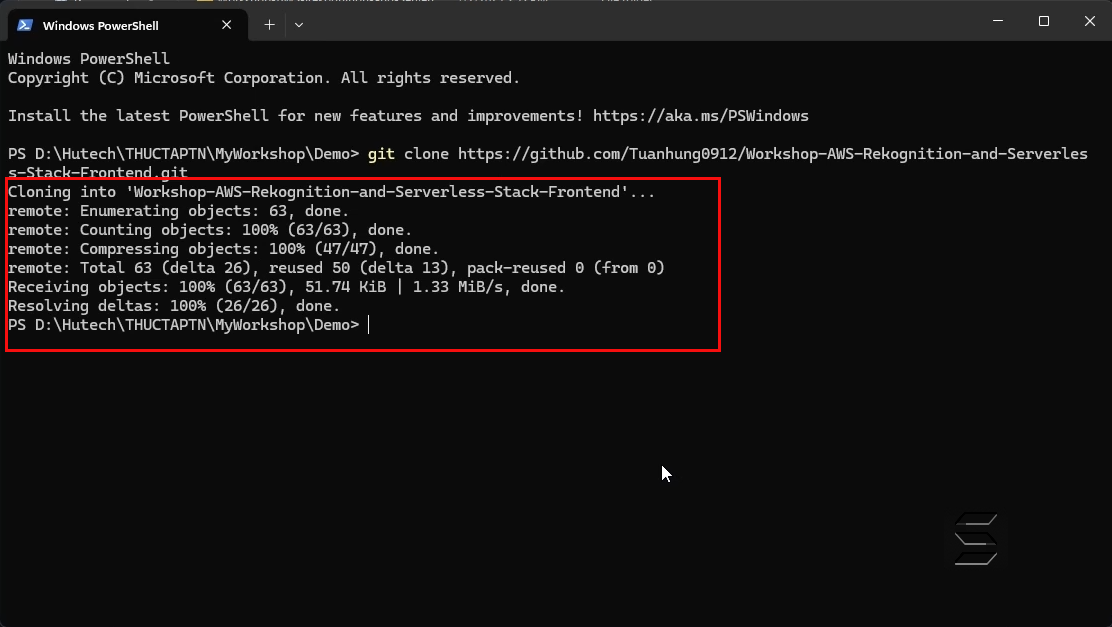 Windows PowerShell
Windows PowerShell
Copyright (C) Microsoft Corporation. All rights reserved.
Install the latest PowerShell for new features and improvements! https://aka.ms/PSWindows
PS D:\Hutech\THUCTAPTN\MyWorkshop\Demo> git clone https://github.com/Tuanhung0912/Workshop-AWS-Rekognition-and-Serverles
s-Stack-Frontend.git
Cloning into 'Workshop-AWS-Rekognition-and-Serverless-Stack-Frontend'...
remote: Enumerating objects: 63, done.
remote: Counting objects: 100% (63/63), done.
remote: Compressing objects: 100% (47/47), done.
remote: Total 63 (delta 26), reused 50 (delta 13), pack-reused 0 (from 0)
Receiving objects: 100% (63/63), 51.74 KiB | 1.33 MiB/s, done.
Resolving deltas: 100% (26/26), done.
PS D:\Hutech\THUCTAPTN\MyWorkshop\Demo>